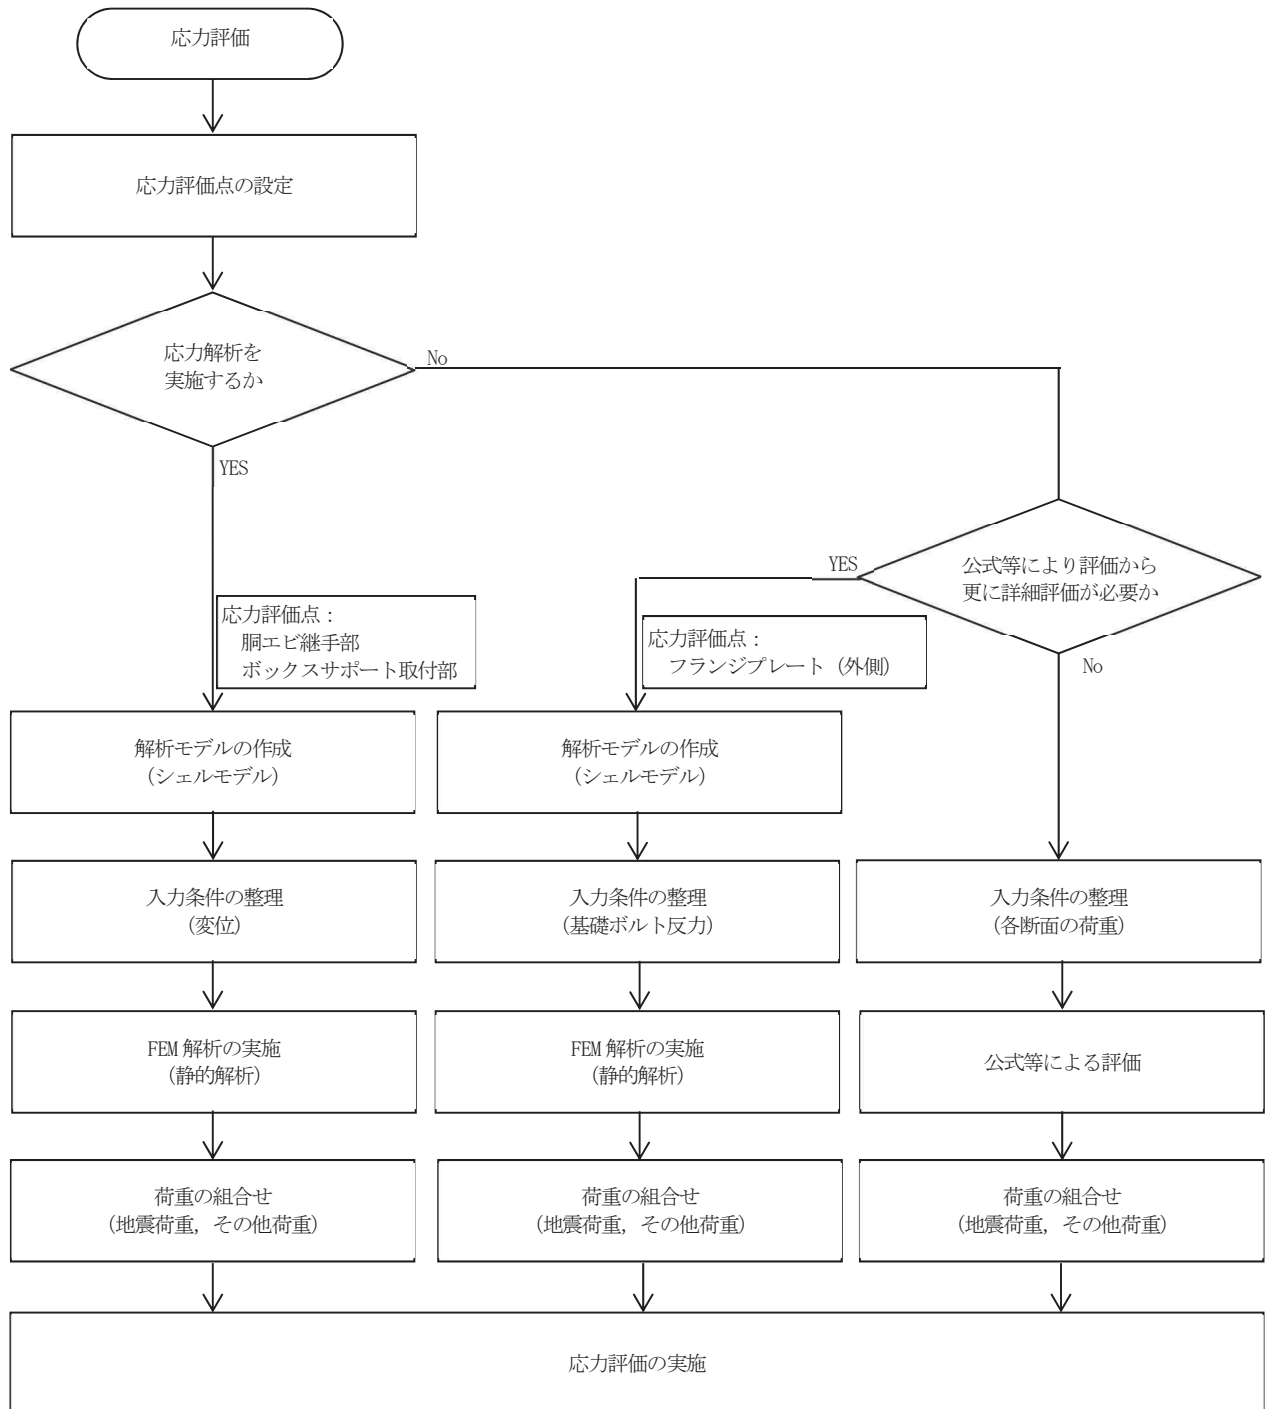 応力評価
応力評価点の設定
応力解析を
実施するか
No
YES
公式等により評価から
更に詳細評価が必要か
YES
No
応力評価点：
胴エビ継手部
ボックスサポート取付部
応力評価点：
フランジプレート（外側）
解析モデルの作成
（シェルモデル）
解析モデルの作成
（シェルモデル）
入力条件の整理
（変位）
入力条件の整理
（基礎ボルト反力）
入力条件の整理
（各断面の荷重）
FEM 解析の実施
（静的解析）
FEM 解析の実施
（静的解析）
公式等による評価
荷重の組合せ
（地震荷重，その他荷重）
荷重の組合せ
（地震荷重，その他荷重）
荷重の組合せ
（地震荷重，その他荷重）
応力評価の実施